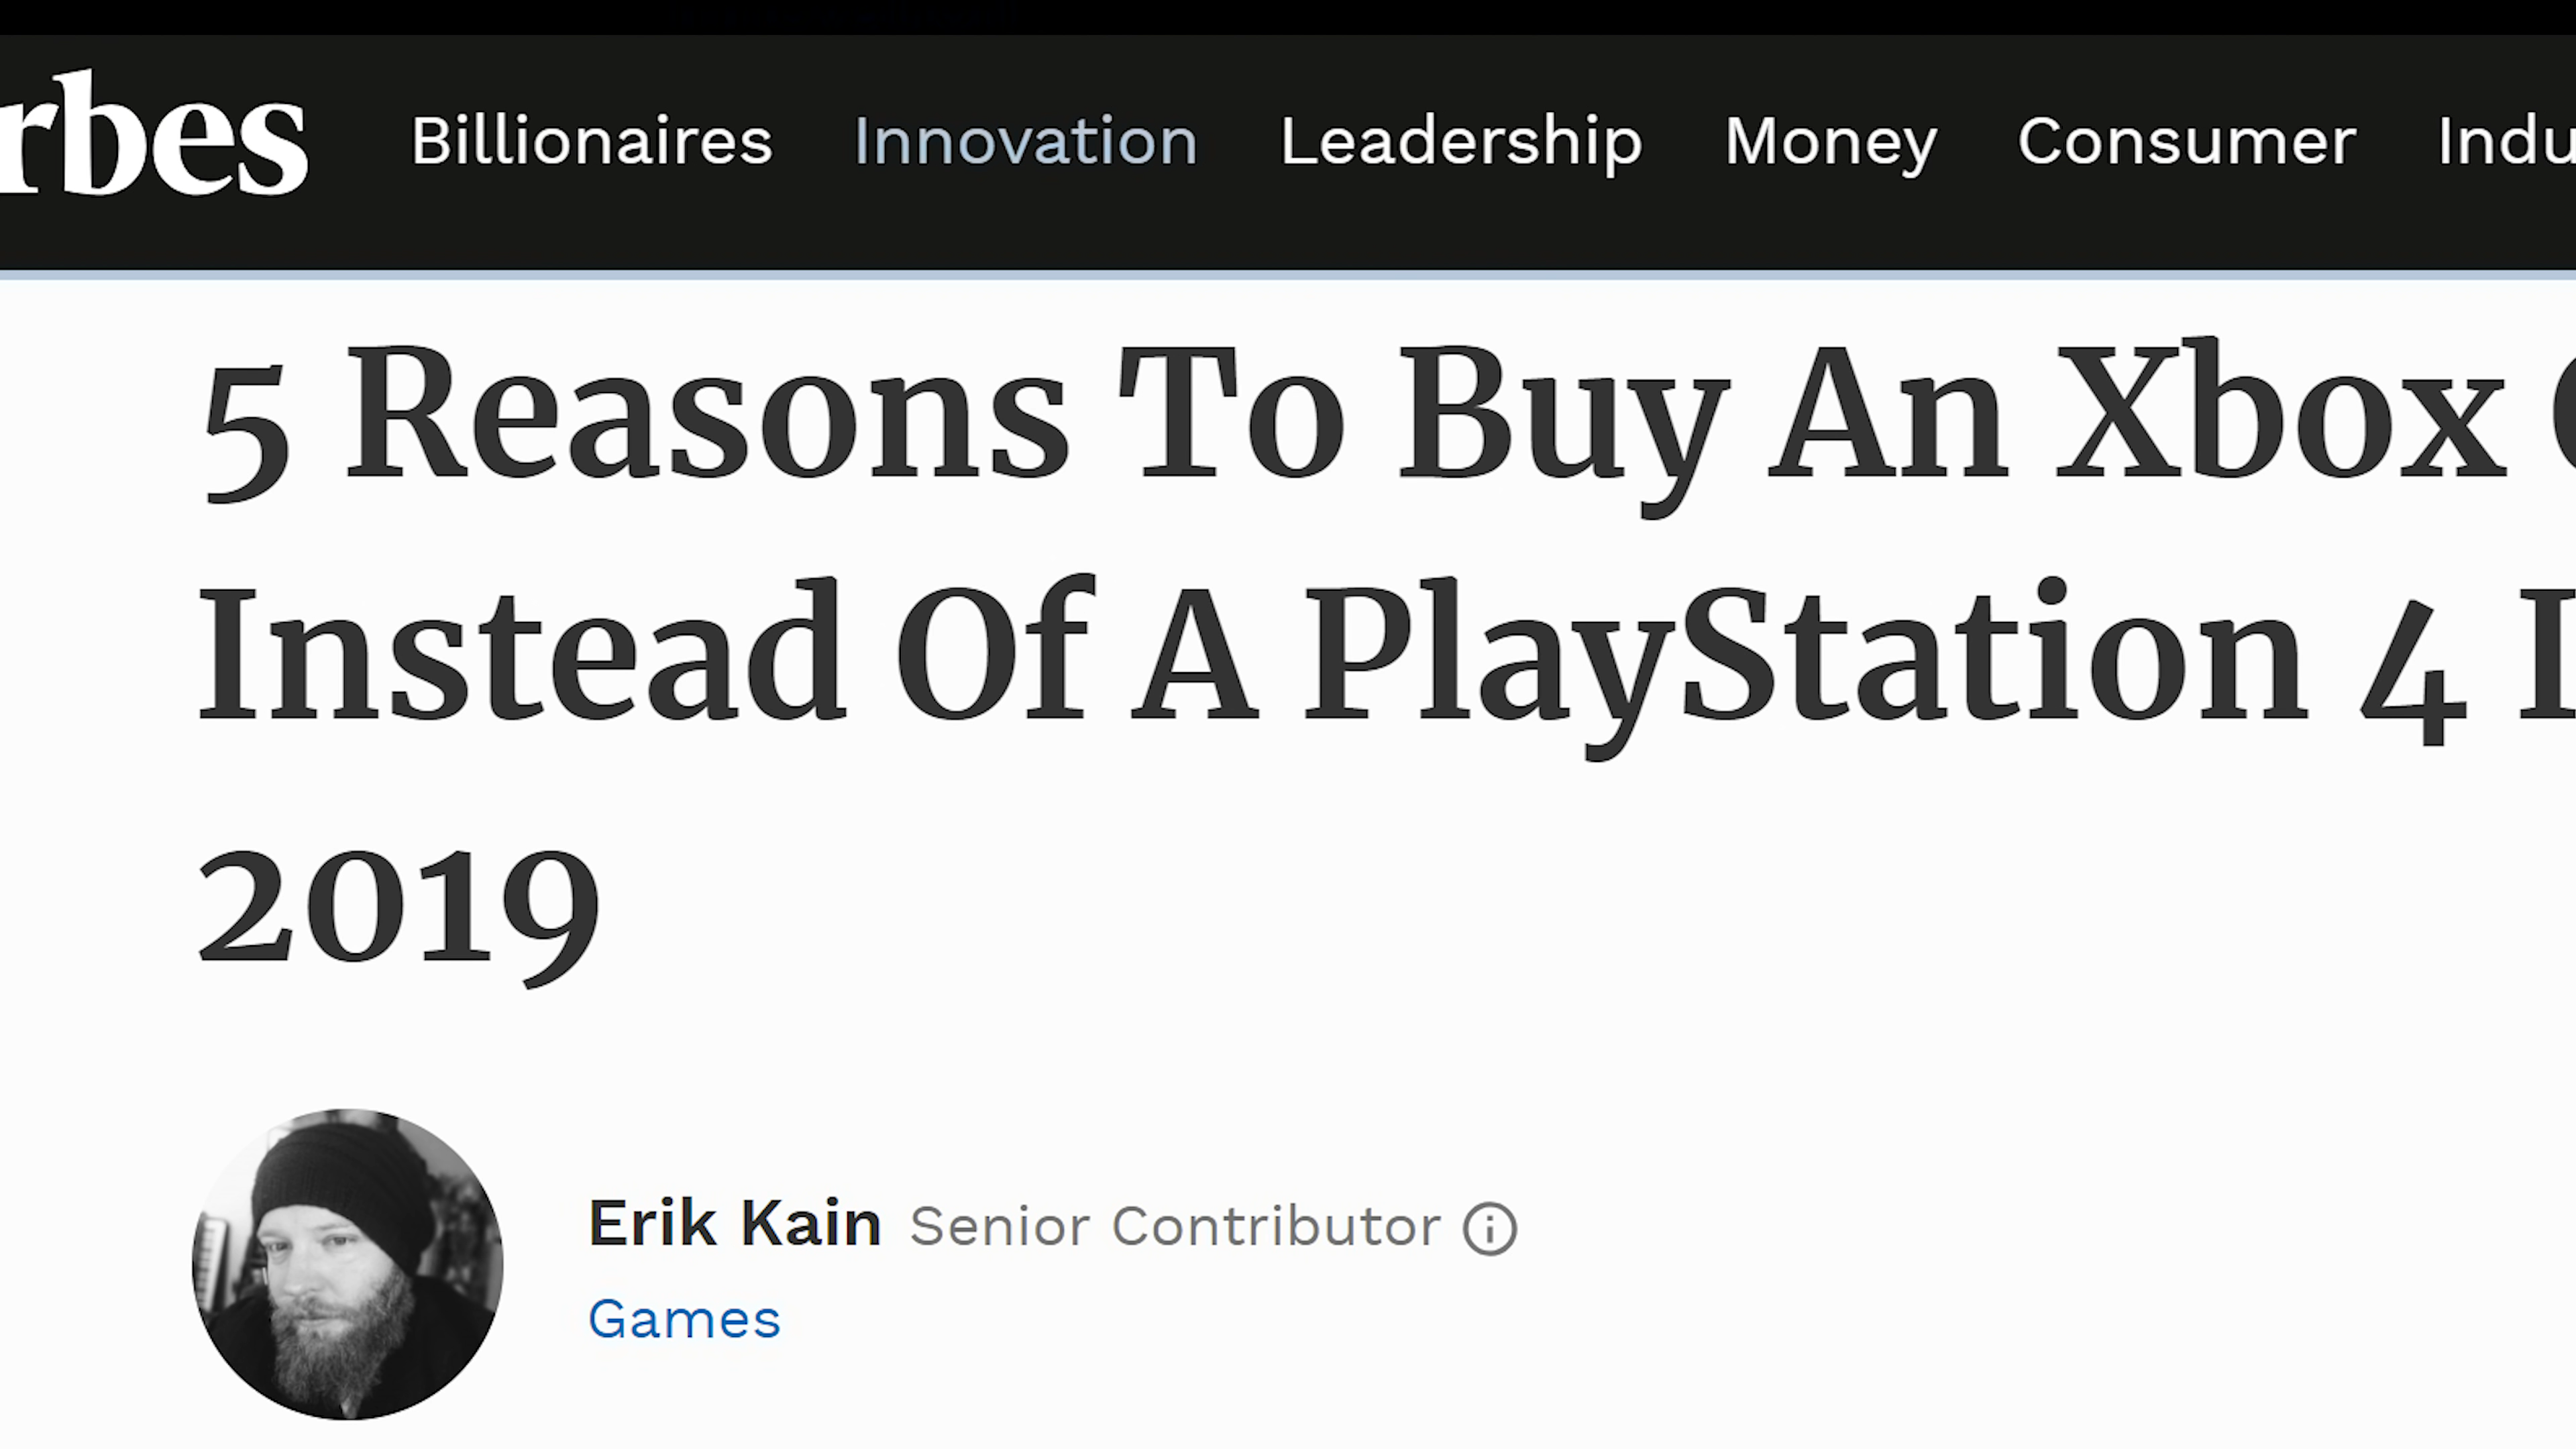 rbes Billionaires Innovation Leadership Money Consumer Indu
5 Reasons To Buy An Xbox
Instead Of A PlayStation 4 I
2019
Erik Kain Senior Contributor
Games